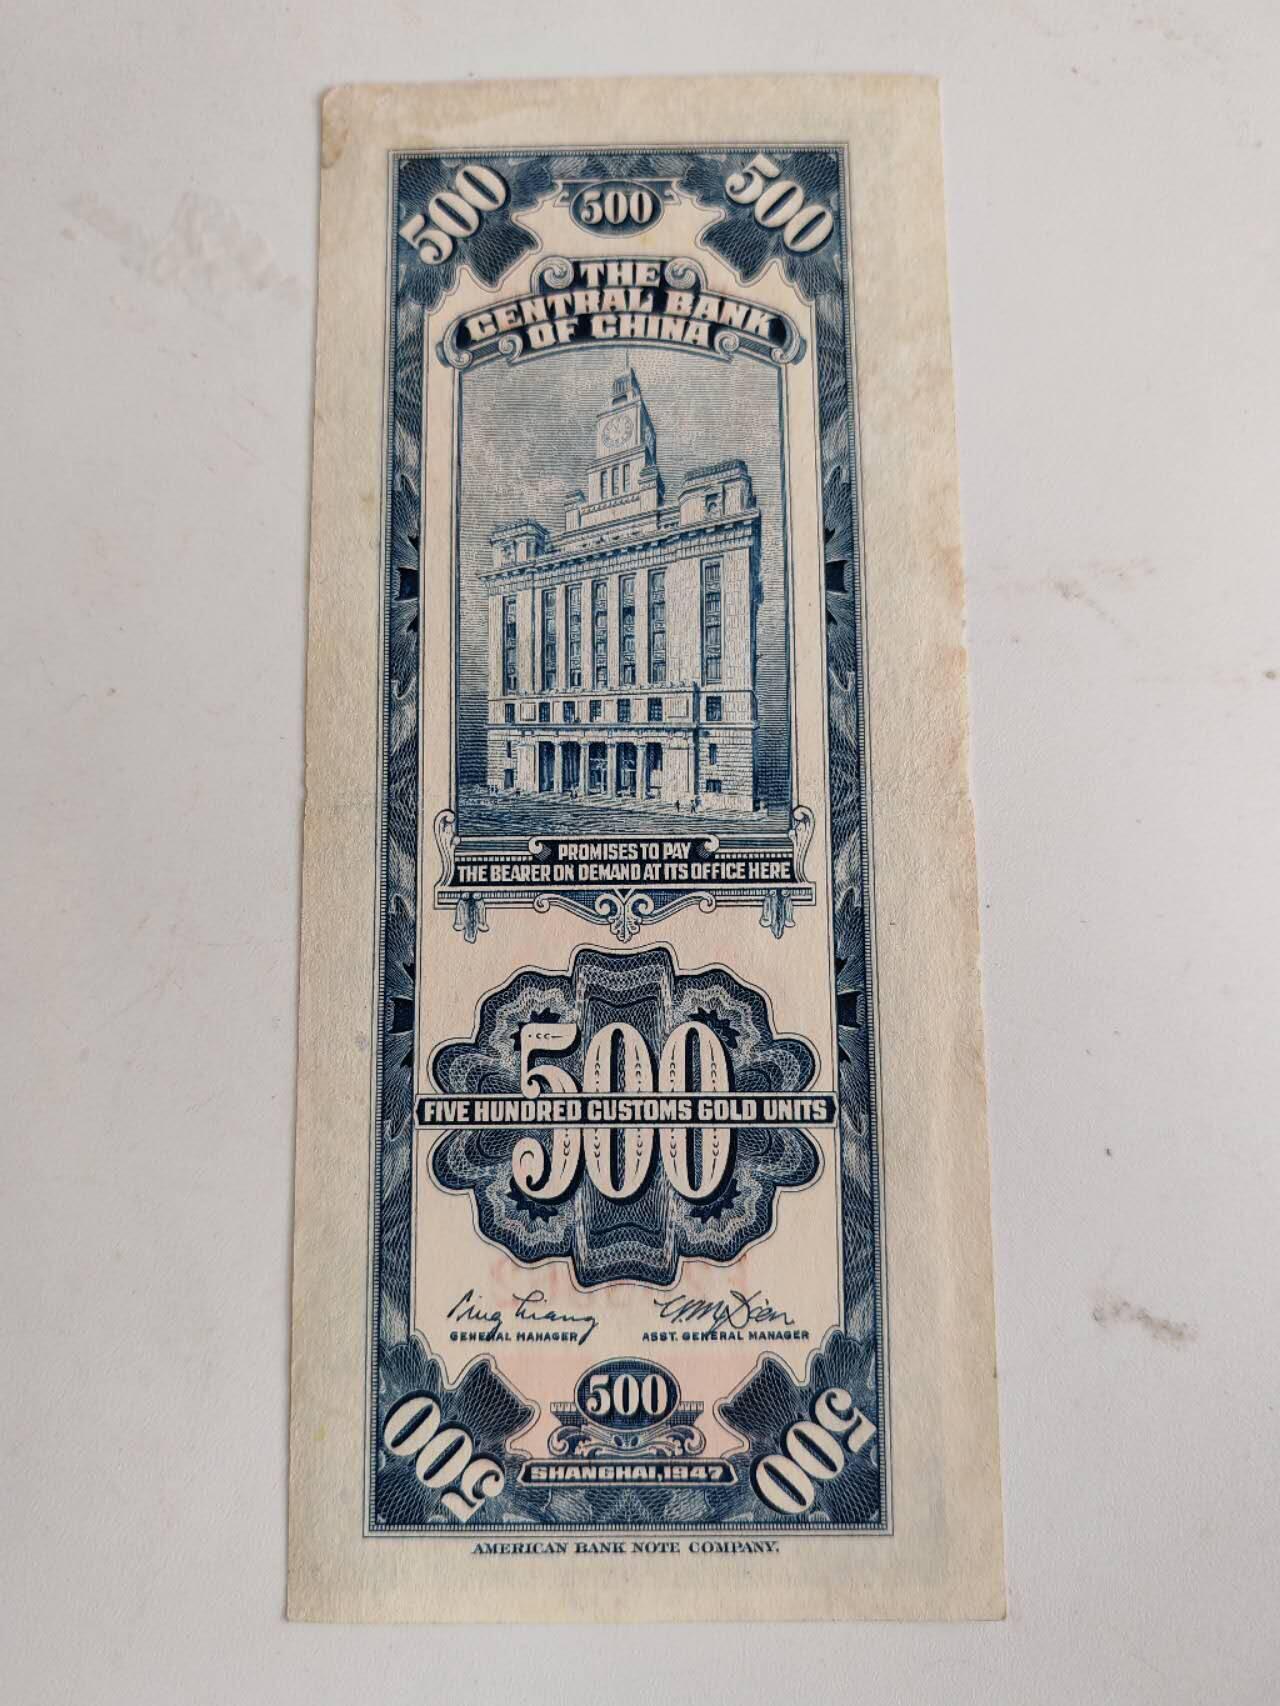 500 500 500
THE
CENTRAL BANK
OF CHINA
PROMISES TO PAY
THE BEARER ON DEMAND AT ITS OFFICE HERE
500
FIVE HUNDRED CUSTOMS GOLD UNITS
500
GENERAL MANAGER ASST. GENERAL MANAGER
500 500 500
SHANGHAI, 1947
AMERICAN BANK NOTE COMPANY.